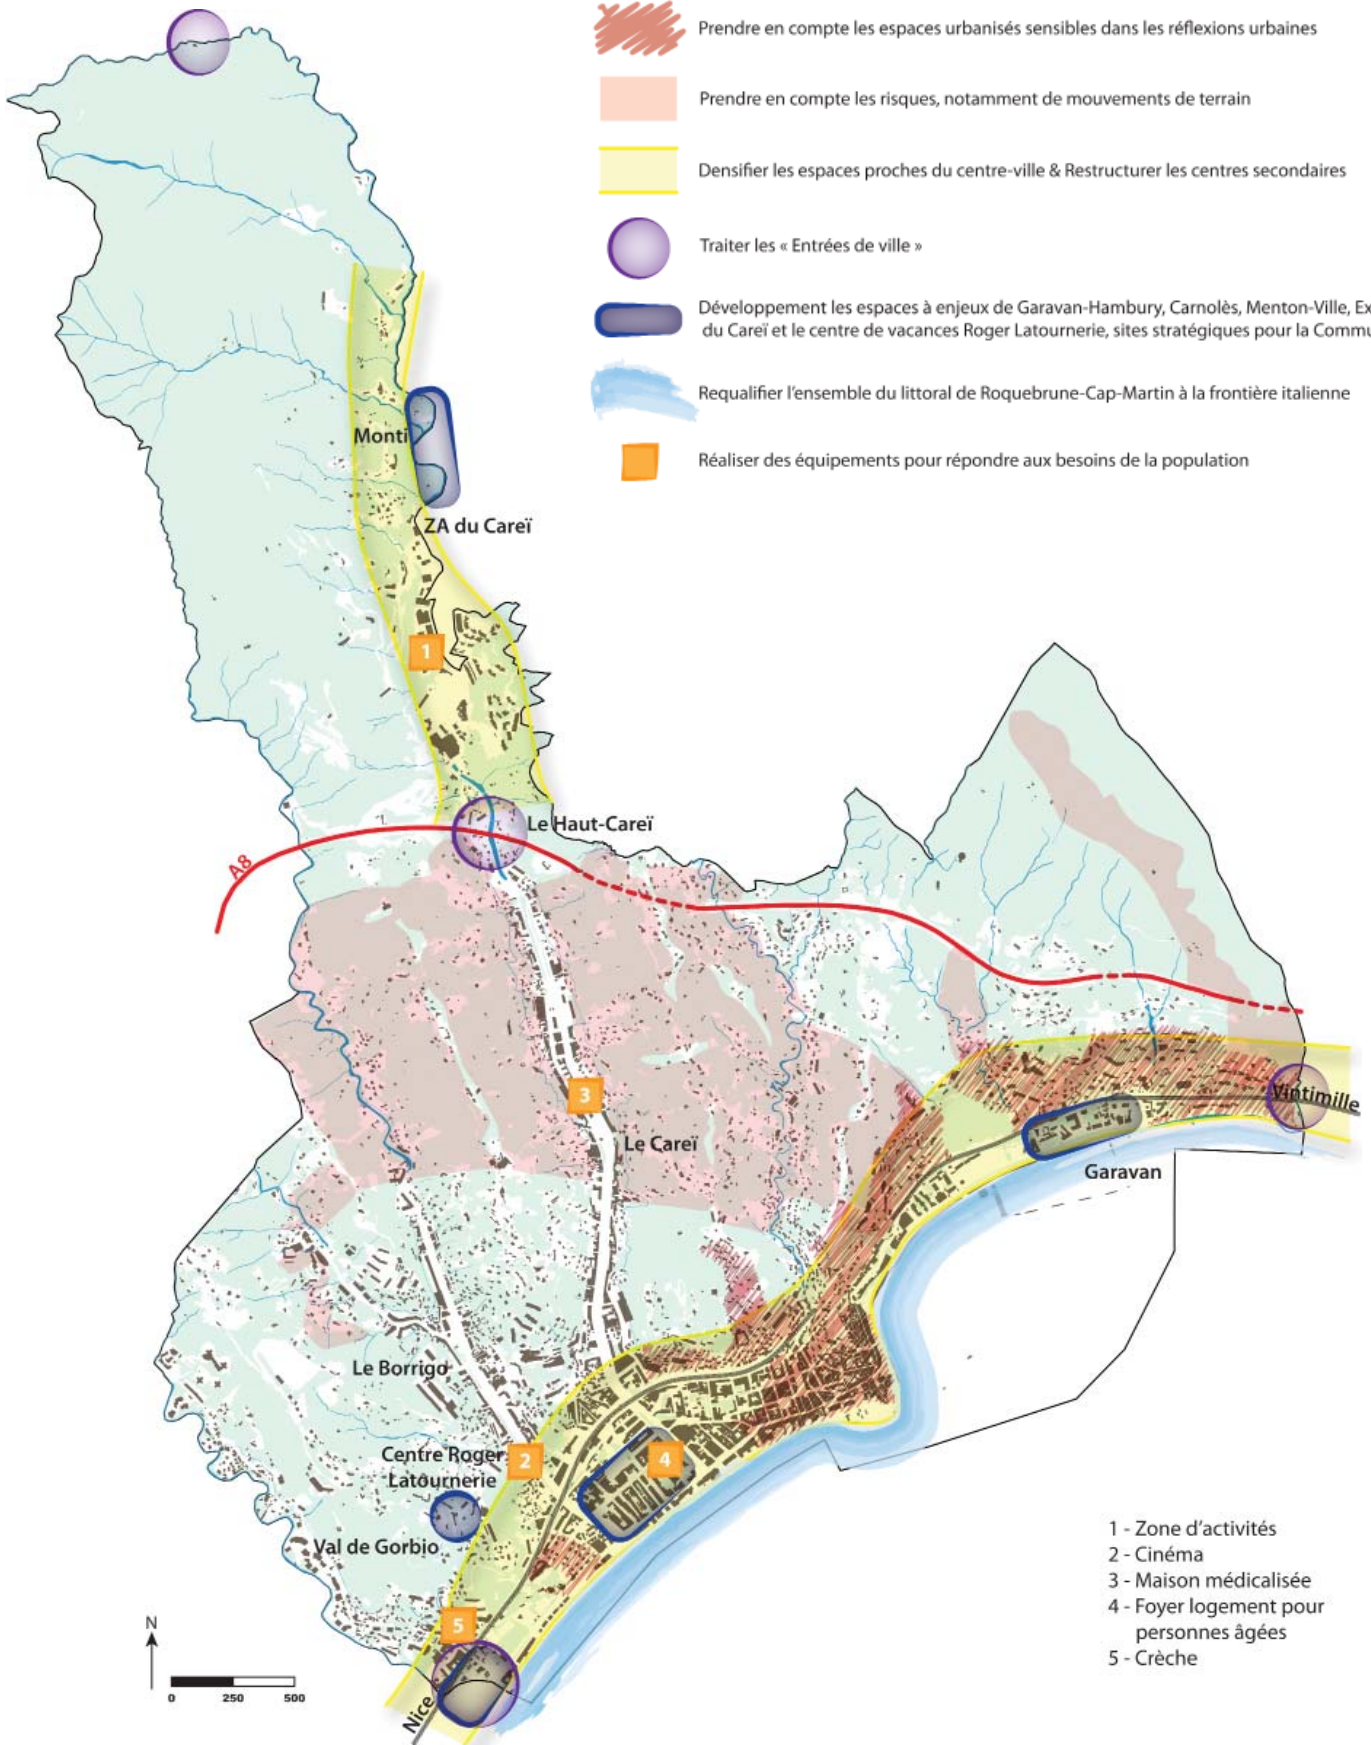 Prendre en compte les espaces urbanisés sensibles dans les réflexions urbaines
Prendre en compte les risques, notamment de mouvements de terrain
Densifier les espaces proches du centre-ville & Restructurer les centres secondaires
Traiter les « Entrées de ville »
Développement les espaces à enjeux de Garavan-Hambury, Carnolès, Menton-Ville, Ex
du Careï et le centre de vacances Roger Latournerie, sites stratégiques pour la Commu
Requalifier l'ensemble du littoral de Roquebrune-Cap-Martin à la frontière italienne
Réaliser des équipements pour répondre aux besoins de la population
Monti
ZA du Careï
1
Le Haut-Careï
A8
3
Vintimille
Le Careï
Garavan
Le Borrigo
Centre Roger
Latournerie
2
4
Val de Gorbio
5
Nice
N
0 250 500
1 - Zone d'activités
2 - Cinéma
3 - Maison médicalisée
4 - Foyer logement pour
personnes âgées
5 - Crèche